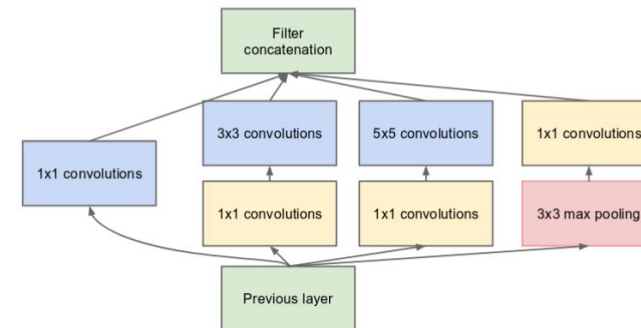 Filter
concatenation
3x3 convolutions
5x5 convolutions
1x1 convolutions
1x1 convolutions
1x1 convolutions
1x1 convolutions
3x3 max pooling
Previous layer